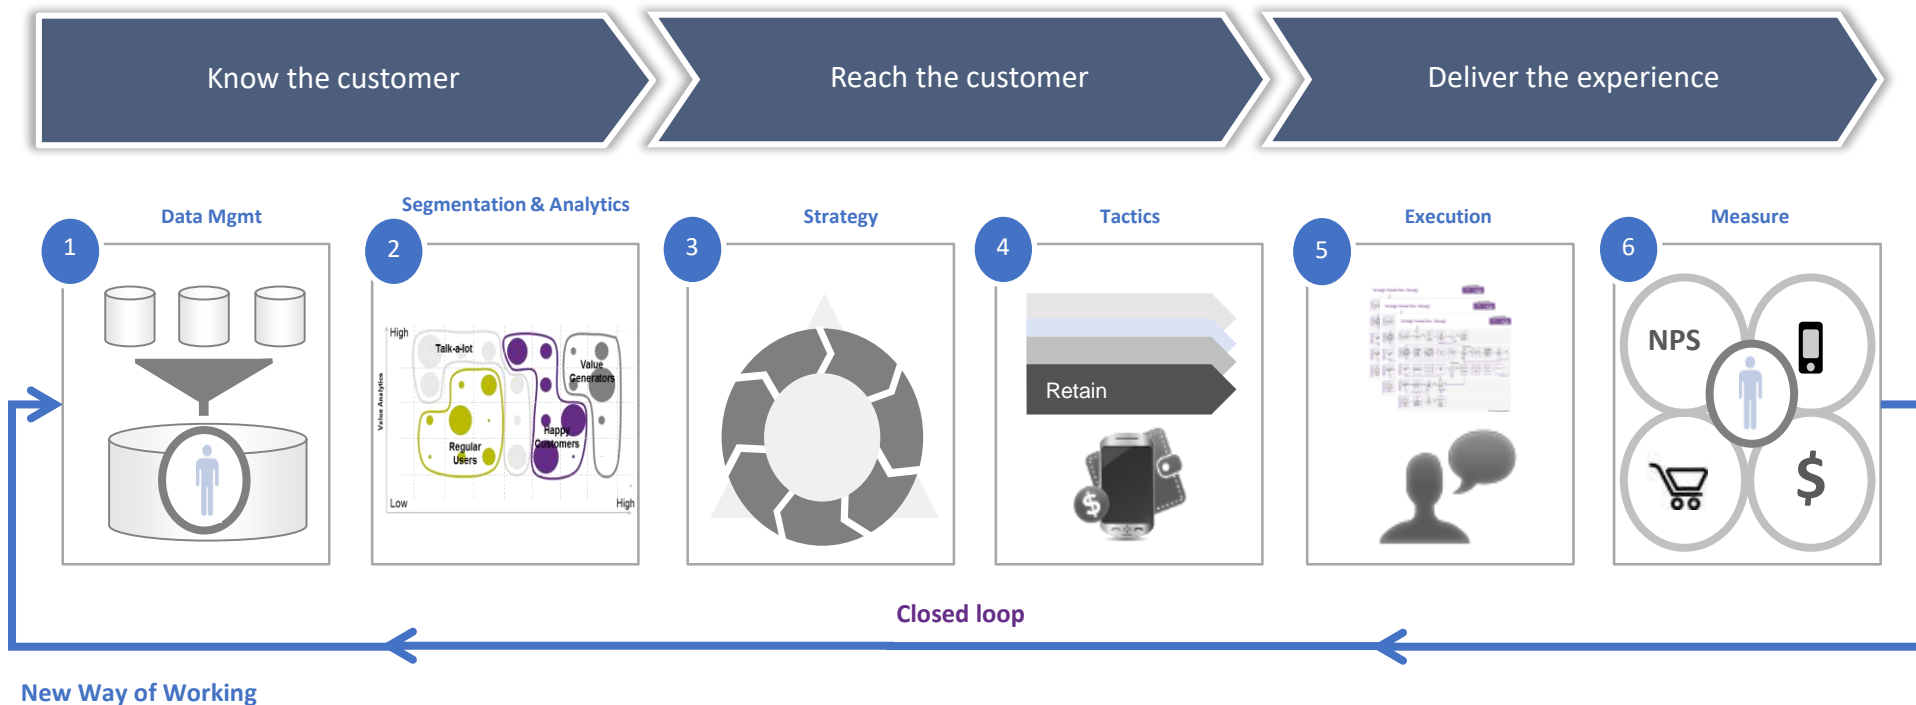 Know the customer
Reach the customer
Deliver the experience
1
Data Mgmt
2
Segmentation & Analytics
3
Strategy
4
Tactics
5
Execution
6
Measure
High
Talk-a-lot
Value
Generators
Value Analytics
Happy
Customers
Regular
Users
Low
High
Retain
$
NPS
$
Closed loop
New Way of Working